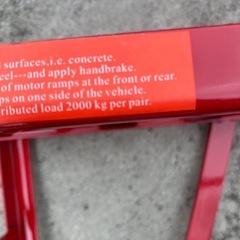 surfaces,i.e. concrete.
eel---and apply handbrake.
of motor ramps at the front or rear.
ps on one side of the vehicle.
tributed load 2000 kg per pair.